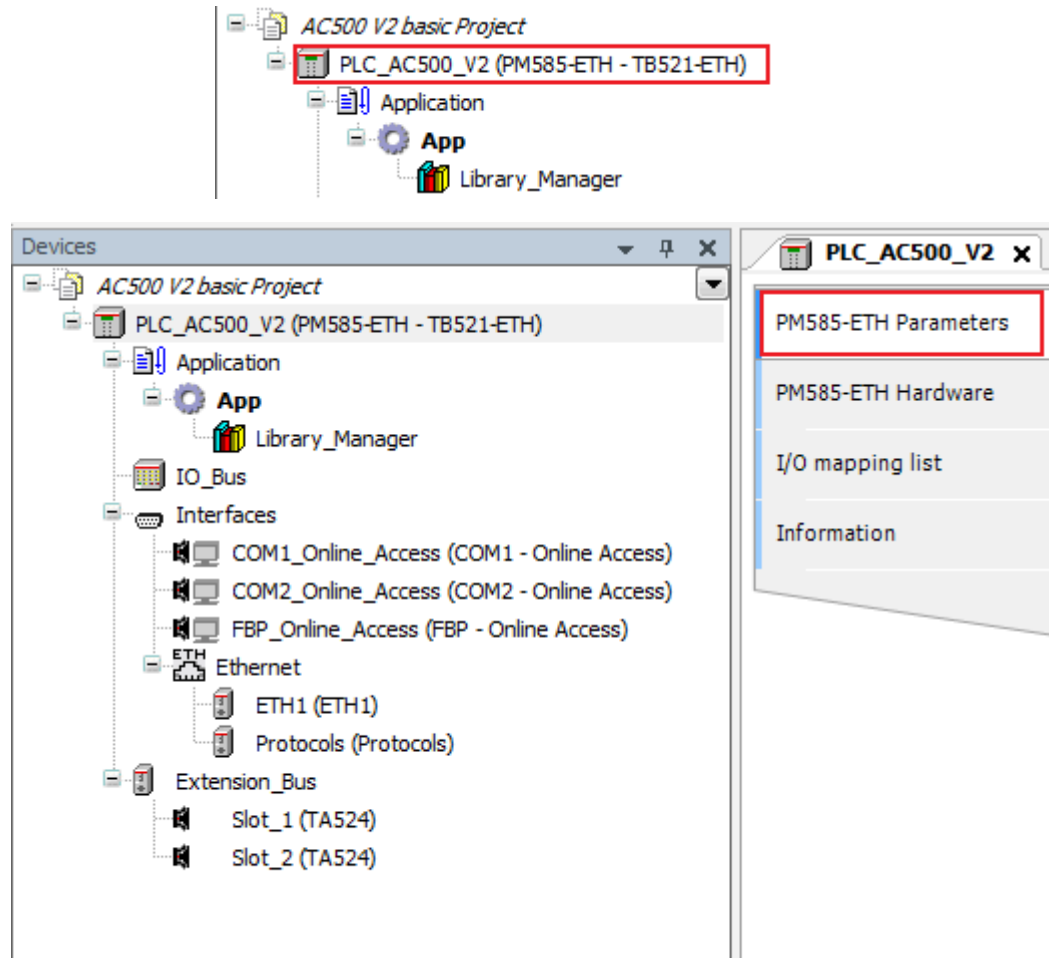 AC500 V2 basic Project
PLC_AC500_V2 (PM585-ETH - TB521-ETH)
Application
App
Library_Manager
Devices
AC500 V2 basic Project
PLC_AC500_V2 (PM585-ETH - TB521-ETH)
Application
App
Library_Manager
IO_Bus
Interfaces
COM1_Online_Access (COM1 - Online Access)
COM2_Online_Access (COM2 - Online Access)
FBP_Online_Access (FBP - Online Access)
ETH Ethernet
ETH1 (ETH1)
Protocols (Protocols)
Extension_Bus
Slot_1 (TA524)
Slot_2 (TA524)
PLC_AC500_V2
PM585-ETH Parameters
PM585-ETH Hardware
I/O mapping list
Information